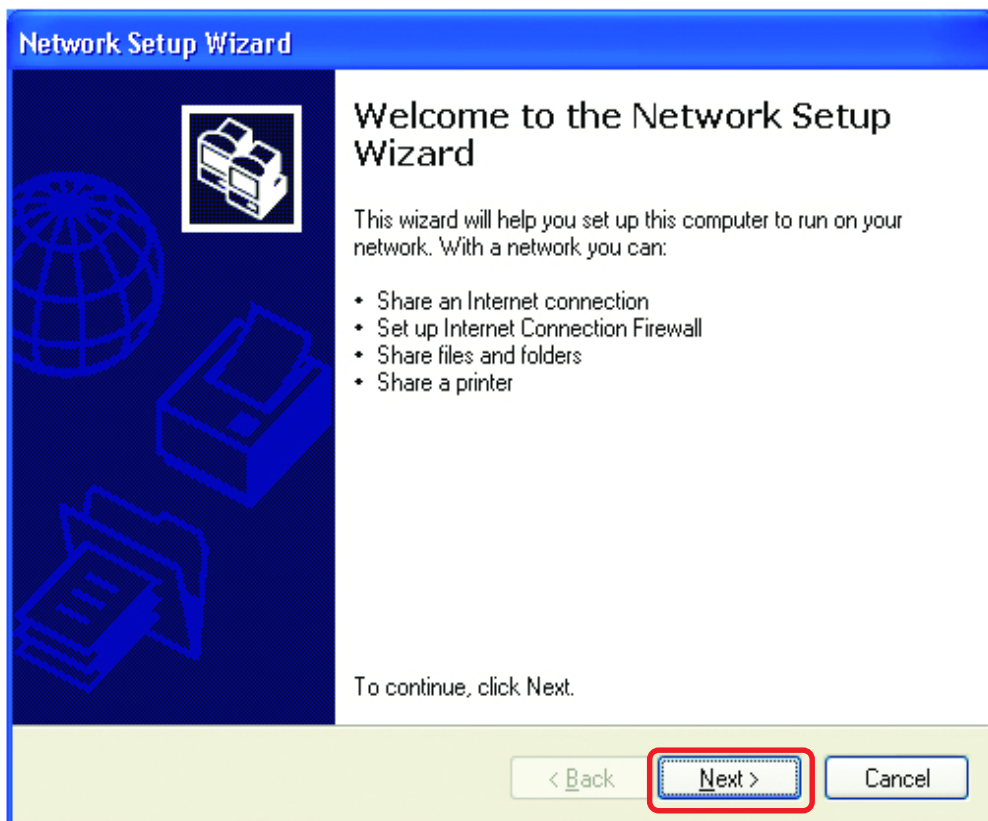 Network Setup Wizard
Welcome to the Network Setup
Wizard
This wizard will help you set up this computer to run on your
network. With a network you can:
• Share an Internet connection
• Set up Internet Connection Firewall
• Share files and folders
• Share a printer
To continue, click Next.
< Back Next > Cancel